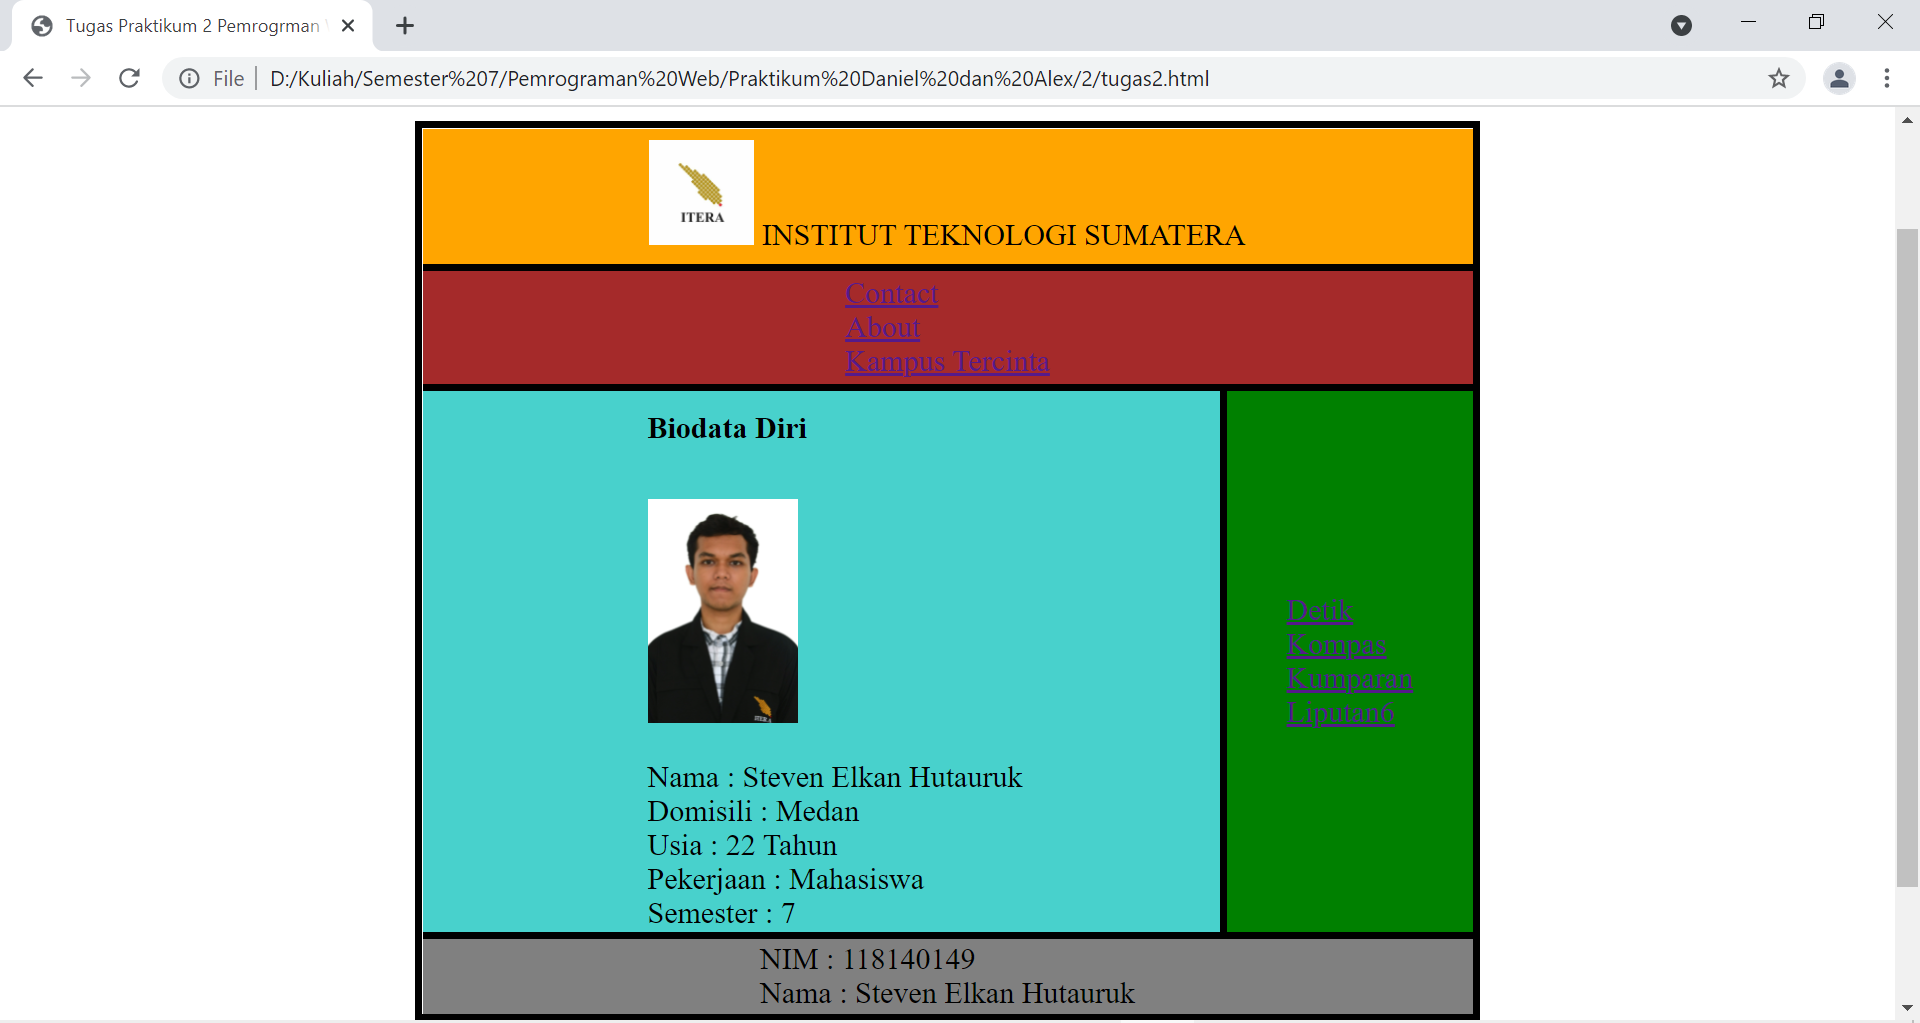 Tugas Praktikum 2 Pemrogrman
File D:/Kuliah/Semester%207/Pemrograman%20Web/Praktikum%20Daniel%20dan%20Alex/2/tugas2.html
ITERA
INSTITUT TEKNOLOGI SUMATERA
Contact
About
Kampus Tercinta
Biodata Diri
Detik
Kompas
Kumparan
Liputan6
ITERA
Nama : Steven Elkan Hutauruk
Domisili : Medan
Usia : 22 Tahun
Pekerjaan : Mahasiswa
Semester : 7
NIM : 118140149
Nama : Steven Elkan Hutauruk